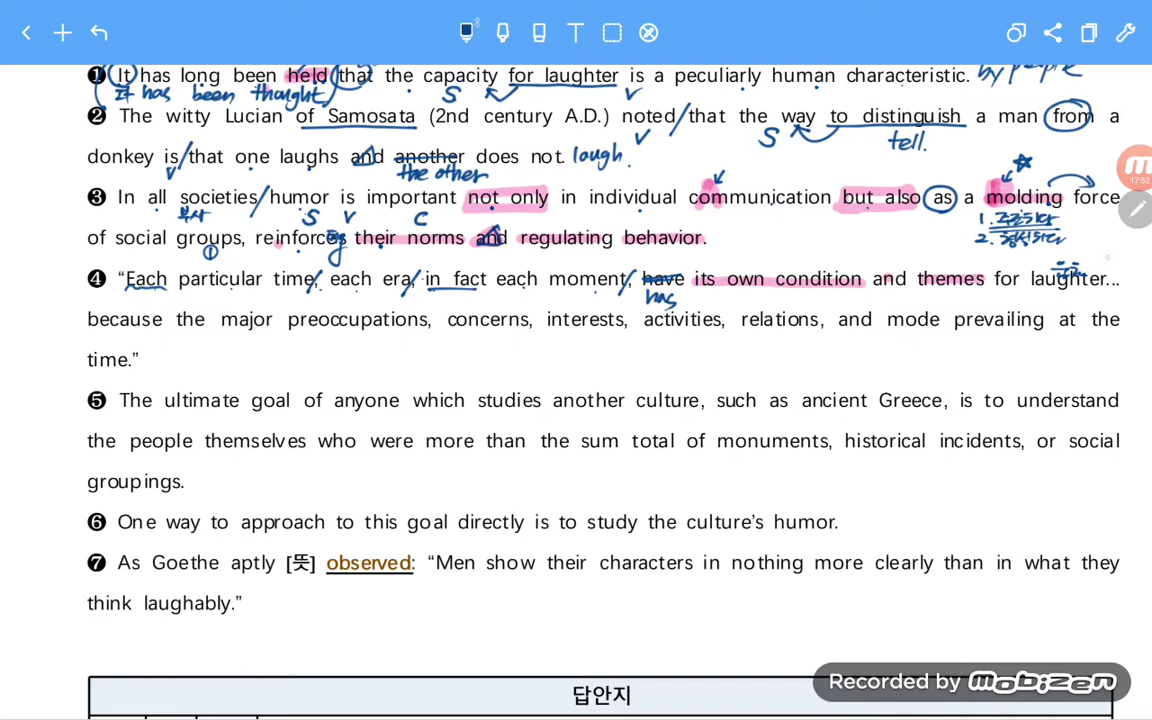 ❶ It has long been held that the capacity for laughter is a peculiarly human characteristic. by people
It has been thought S V
❷ The witty Lucian of Samosata (2nd century A.D.) noted that the way to distinguish a man from a
V S tell.
donkey is that one laughs and another does not. laugh.
V the other
❸ In all societies humor is important not only in individual communication but also as a molding force
부사 S V C 1. 2.
of social groups, reinforces their norms and regulating behavior.
① ing
❹ “Each particular time, each era, in fact each moment, have its own condition and themes for laughter...
has
because the major preoccupations, concerns, interests, activities, relations, and mode prevailing at the
time.”
❺ The ultimate goal of anyone which studies another culture, such as ancient Greece, is to understand
the people themselves who were more than the sum total of monuments, historical incidents, or social
groupings.
❻ One way to approach to this goal directly is to study the culture’s humor.
❼ As Goethe aptly [뜻] observed: “Men show their characters in nothing more clearly than in what they
think laughably.”
답안지
Recorded by mobizen
17:52